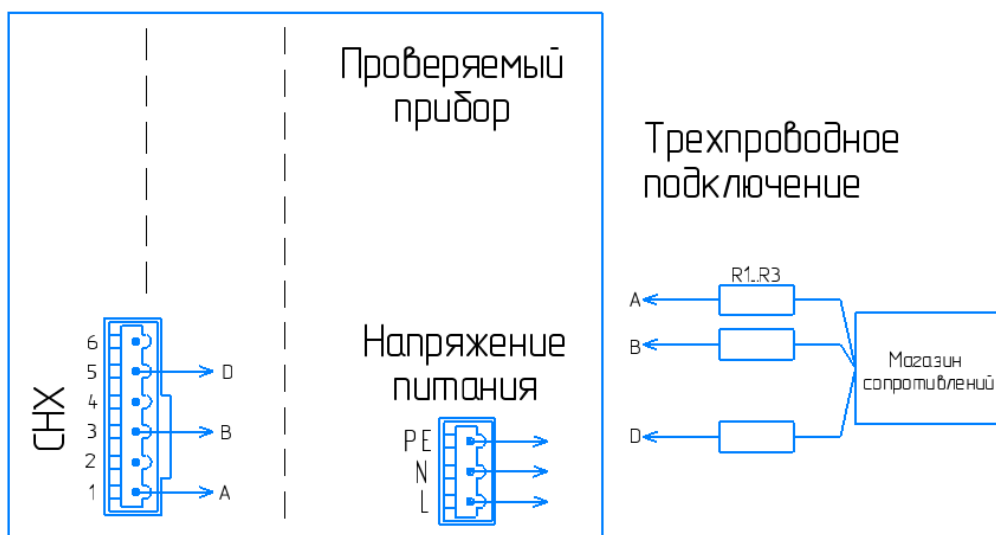 Проверяемый
прибор
Трехпроводное
подключение
R1...R3
A
B
D
Магазин
сопротивлений
Напряжение
питания
PE
N
L
CHX
6
5
4
3
2
1
D
B
A